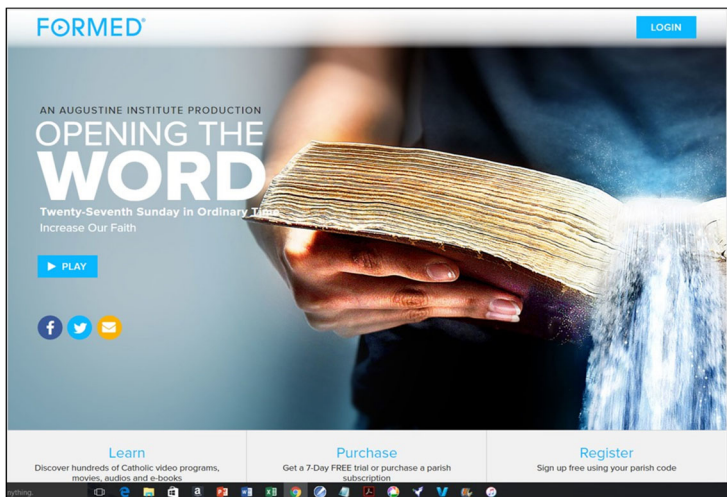 FORMED
LOGIN
AN AUGUSTINE INSTITUTE PRODUCTION
OPENING THE
WORD
Twenty-Seventh Sunday in Ordinary Time
Increase Our Faith
PLAY
Learn
Discover hundreds of Catholic video programs,
movies, audios and e-books
Purchase
Get a 7-Day FREE trial or purchase a parish
subscription
Register
Sign up free using your parish code
nything.